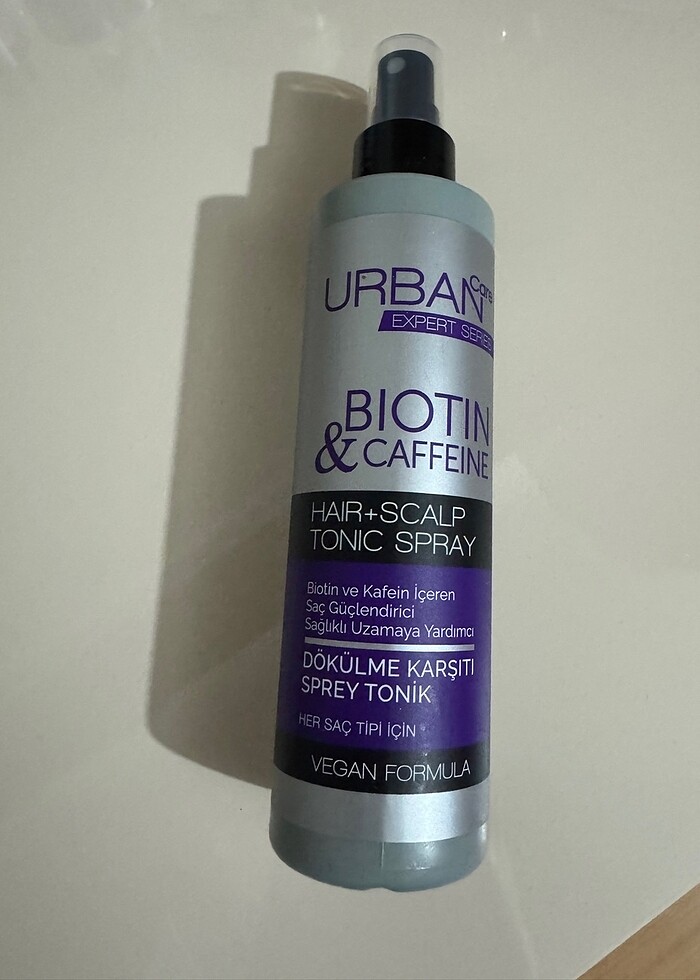 URBAN Care
EXPERT SERIES
BIOTIN
& CAFFEINE
HAIR+SCALP
TONIC SPRAY
Biotin ve Kafein İçeren
Saç Güçlendirici
Sağlıklı Uzamaya Yardımcı
DÖKÜLME KARŞITI
SPREY TONİK
HER SAÇ TİPİ İÇİN
VEGAN FORMULA